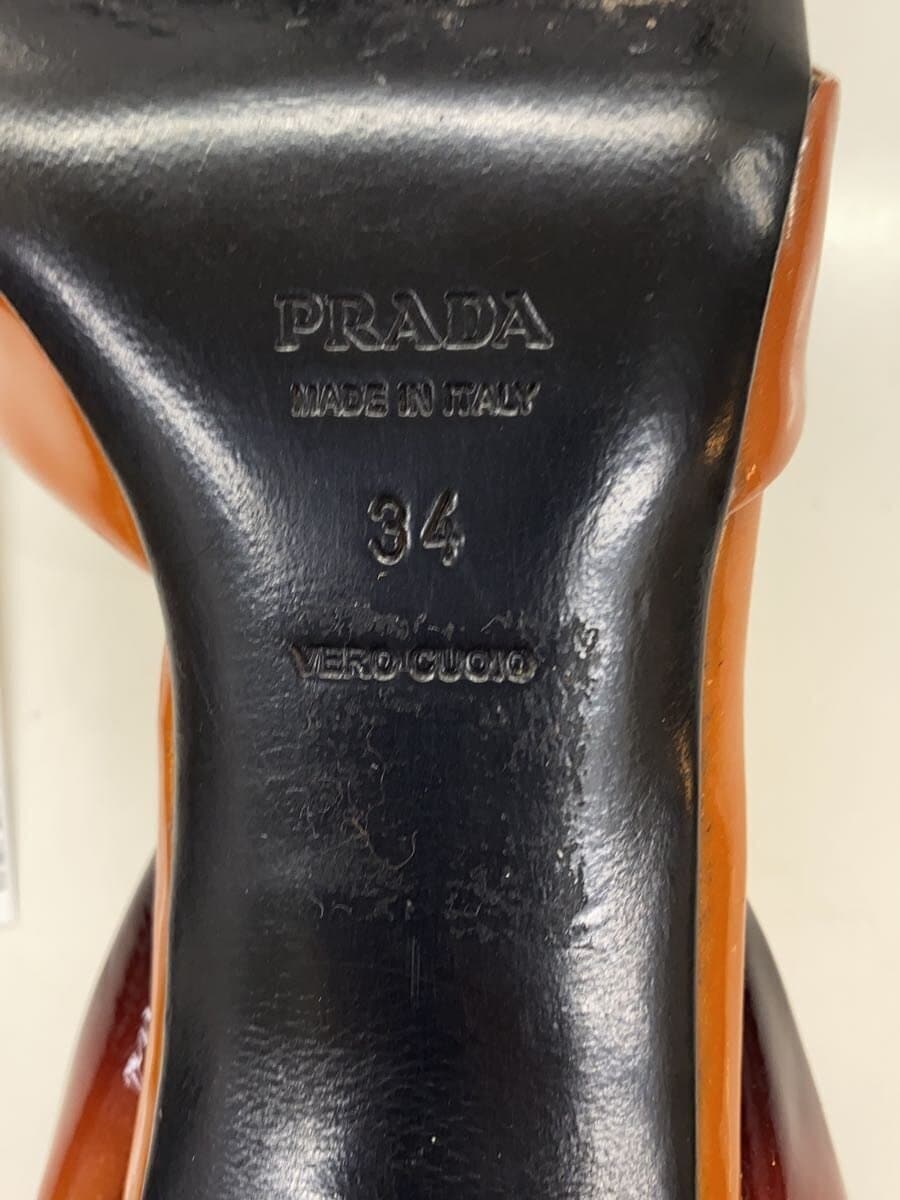 PRADA
MADE IN ITALY
34
VERO CUOIO